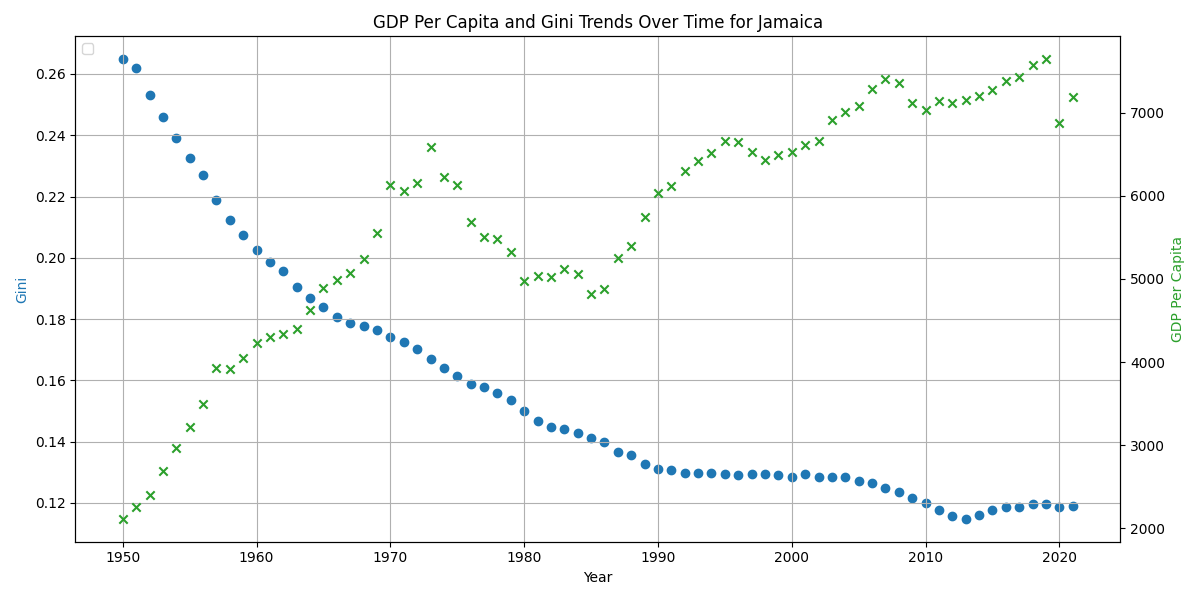 GDP Per Capita and Gini Trends Over Time for Jamaica
Gini
0.26
0.24
0.22
0.20
0.18
0.16
0.14
0.12
7000
6000
5000
4000
3000
2000
GDP Per Capita
1950 1960 1970 1980 1990 2000 2010 2020
Year